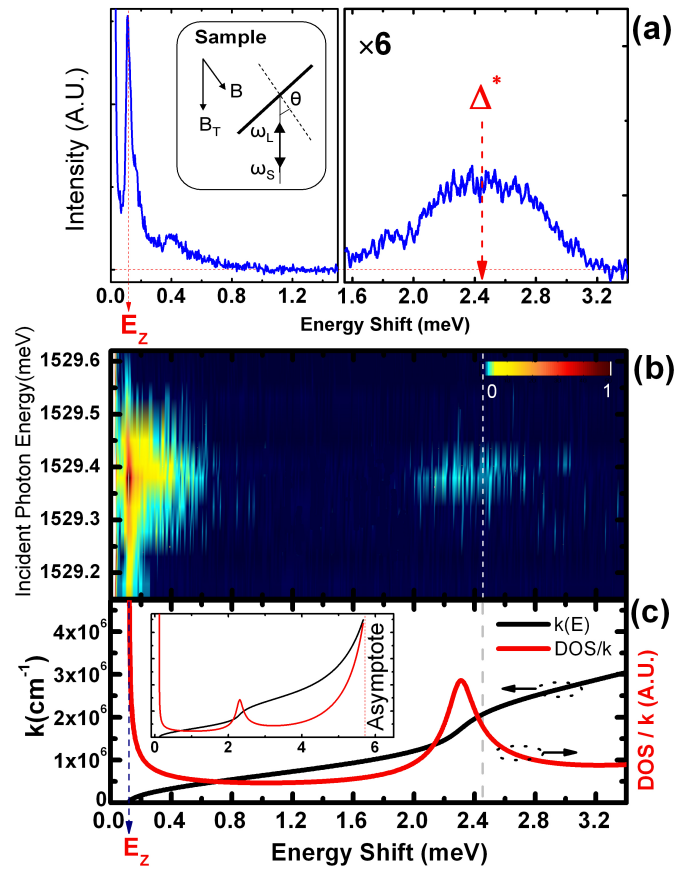 (a)
Intensity (A.U.)
Sample
B
B_T
θ
ω_L
ω_S
×6
Δ*
0.0 0.4 0.8 1.2 1.6 2.0 2.4 2.8 3.2
E_Z
Energy Shift (meV)
(b)
Incident Photon Energy(meV)
1529.6
1529.5
1529.4
1529.3
1529.2
0 1
(c)
k(cm⁻¹)
4x10⁶
3x10⁶
2x10⁶
1x10⁶
0
k(E)
DOS/k
Asymptote
0 2 4 6
DOS / k (A.U.)
0.0 0.4 0.8 1.2 1.6 2.0 2.4 2.8 3.2
E_Z
Energy Shift (meV)